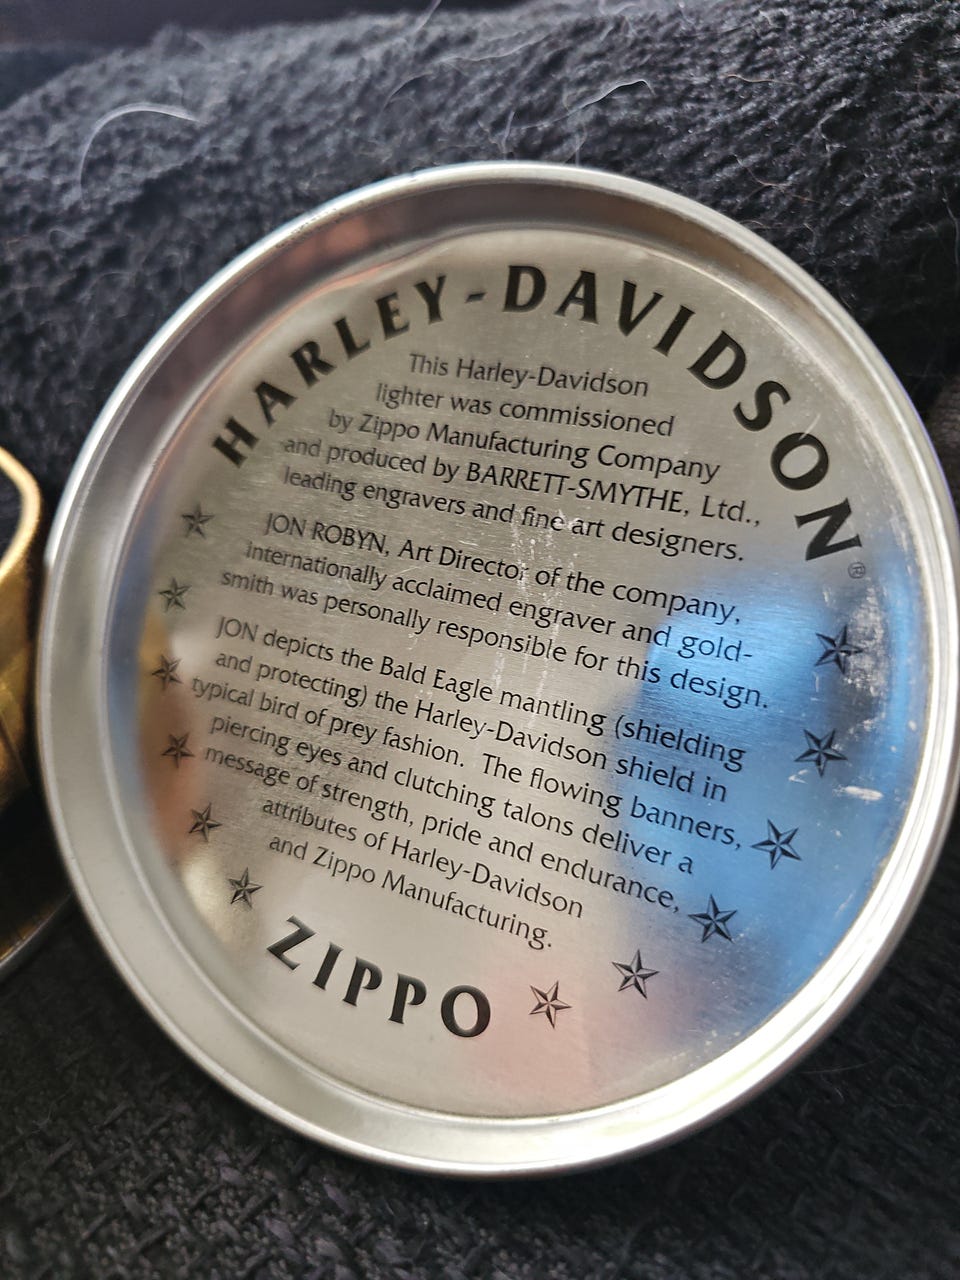 HARLEY-DAVIDSON®
This Harley-Davidson
lighter was commissioned
by Zippo Manufacturing Company
and produced by BARRETT-SMYTHE, Ltd.,
leading engravers and fine art designers.
JON ROBYN, Art Director of the company,
internationally acclaimed engraver and gold-
smith was personally responsible for this design.
JON depicts the Bald Eagle mantling (shielding
and protecting) the Harley-Davidson shield in
typical bird of prey fashion. The flowing banners,
piercing eyes and clutching talons deliver a
message of strength, pride and endurance,
attributes of Harley-Davidson
and Zippo Manufacturing.
ZIPPO